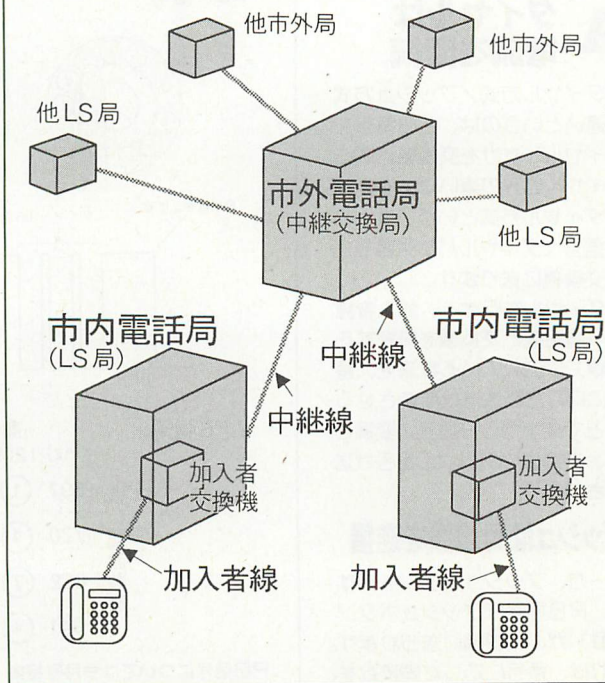 他市外局
他市外局
他LS局
市外電話局
(中継交換局)
他LS局
市内電話局
(LS局)
中継線
市内電話局
(LS局)
中継線
加入者
交換機
加入者
交換機
加入者線
加入者線